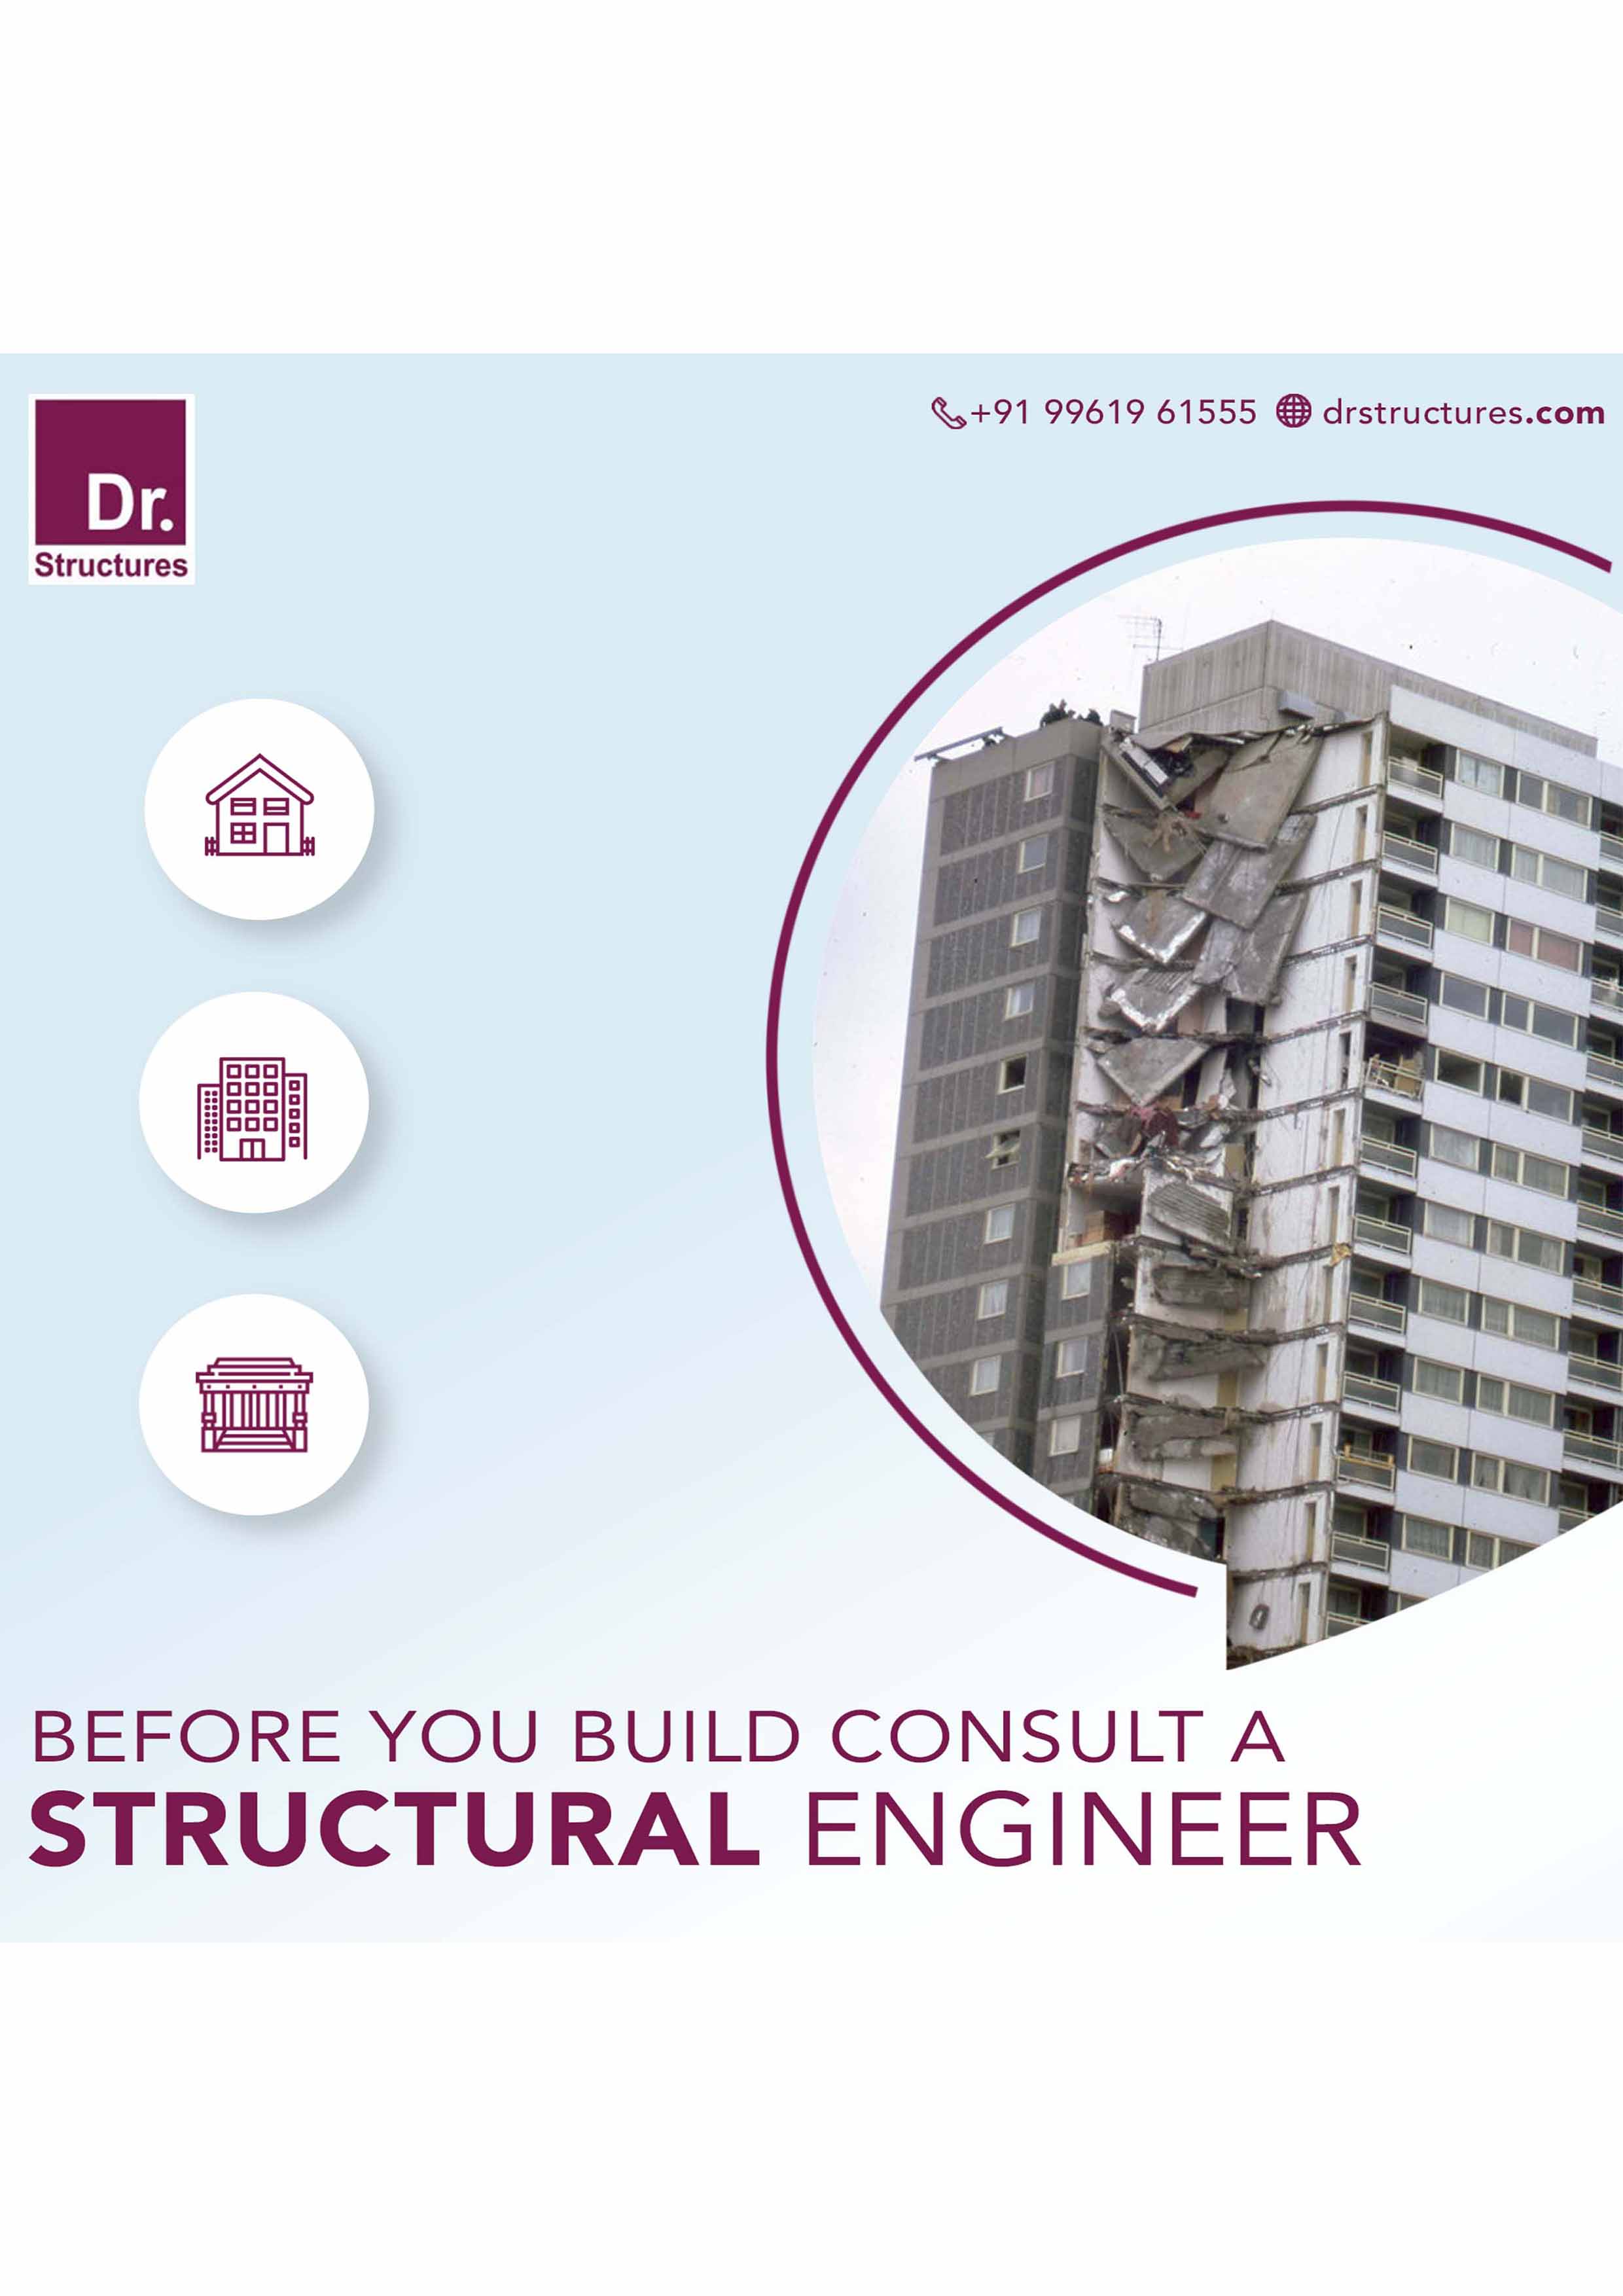 Dr.
Structures
+91 99619 61555 drstructures.com
BEFORE YOU BUILD CONSULT A
STRUCTURAL ENGINEER